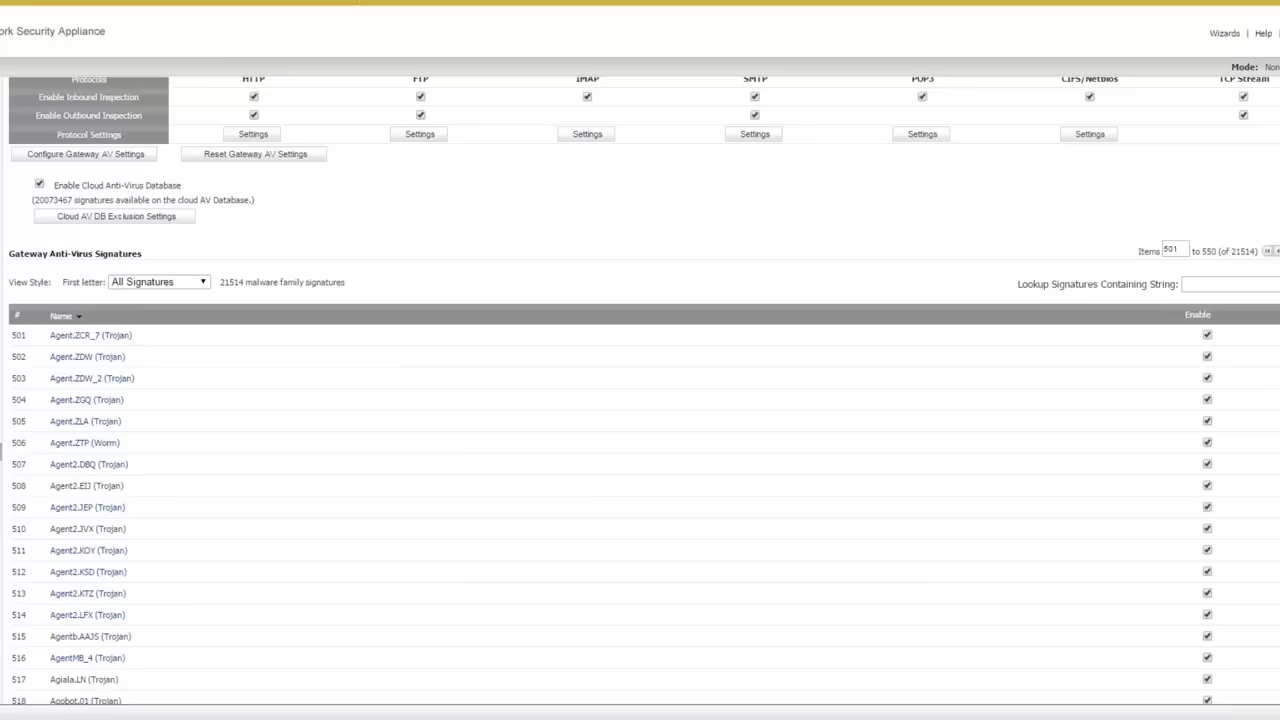 ork Security Appliance
Wizards | Help |
Mode: Non
Protocols HTTP FTP IMAP SMTP POP3 CIFS/Netbios TCP Stream
Enable Inbound Inspection
Enable Outbound Inspection
Protocol Settings Settings Settings Settings Settings Settings Settings
Configure Gateway AV Settings Reset Gateway AV Settings
Enable Cloud Anti-Virus Database
(20073467 signatures available on the cloud AV Database.)
Cloud AV DB Exclusion Settings
Gateway Anti-Virus Signatures Items 501 to 550 (of 21514)
View Style: First letter: All Signatures 21514 malware family signatures Lookup Signatures Containing String:
# Name Enable
501 Agent.ZCR_7 (Trojan)
502 Agent.ZDW (Trojan)
503 Agent.ZDW_2 (Trojan)
504 Agent.ZGQ (Trojan)
505 Agent.ZLA (Trojan)
506 Agent.ZTP (Worm)
507 Agent2.DBQ (Trojan)
508 Agent2.EIJ (Trojan)
509 Agent2.JEP (Trojan)
510 Agent2.JVX (Trojan)
511 Agent2.KOY (Trojan)
512 Agent2.KSD (Trojan)
513 Agent2.KTZ (Trojan)
514 Agent2.LFX (Trojan)
515 Agentb.AAJS (Trojan)
516 AgentMB_4 (Trojan)
517 Agiala.LN (Trojan)
518 Agobot.01 (Trojan)